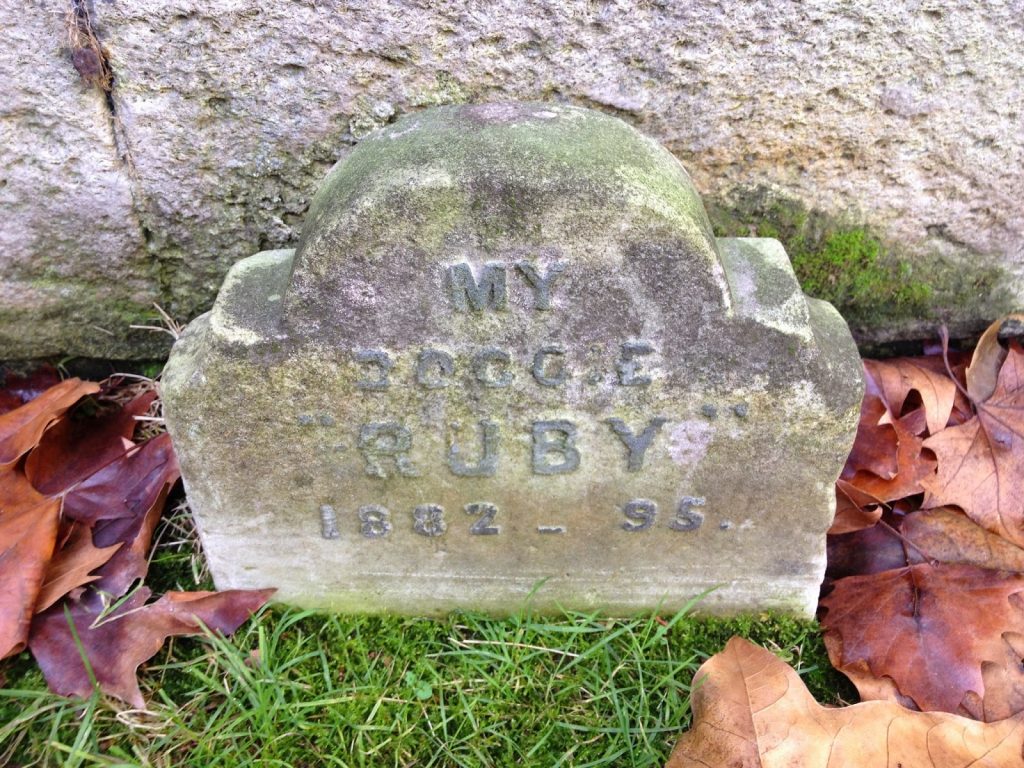 MY
DOGGIE
"RUBY"
1882 - 95.